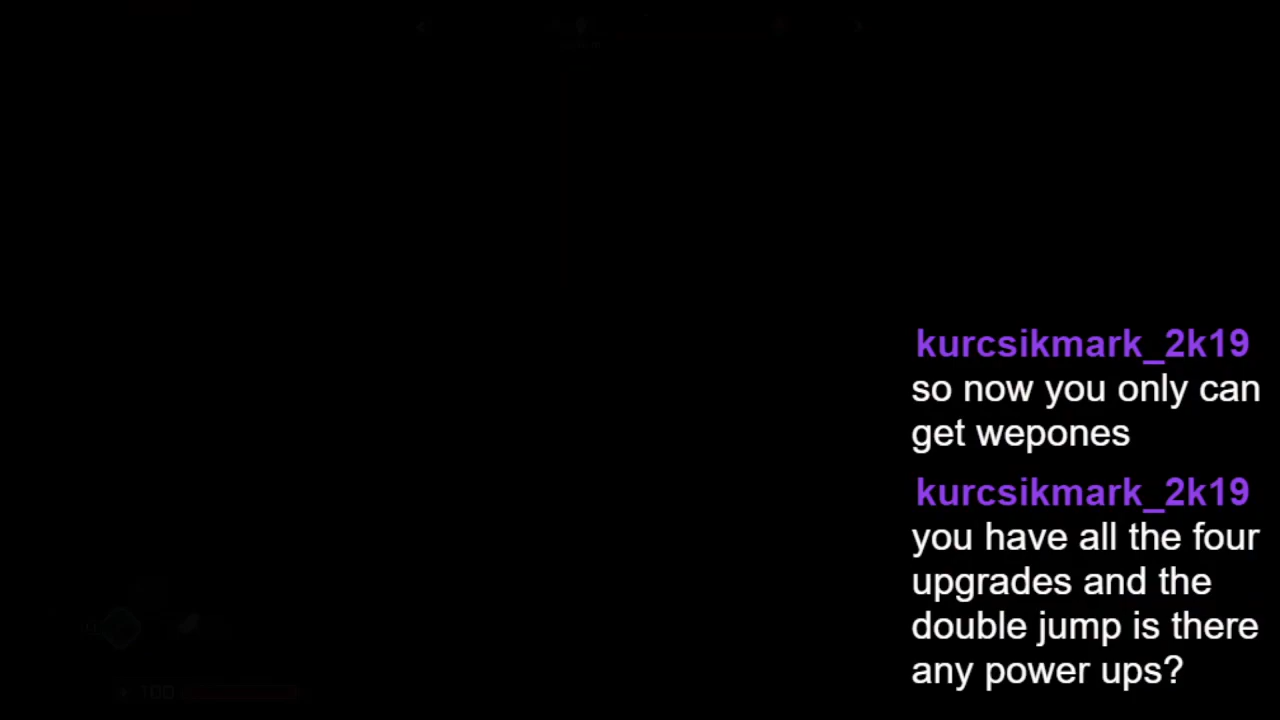 kurcsikmark_2k19
so now you only can
get wepones
kurcsikmark_2k19
you have all the four
upgrades and the
double jump is there
any power ups?
100